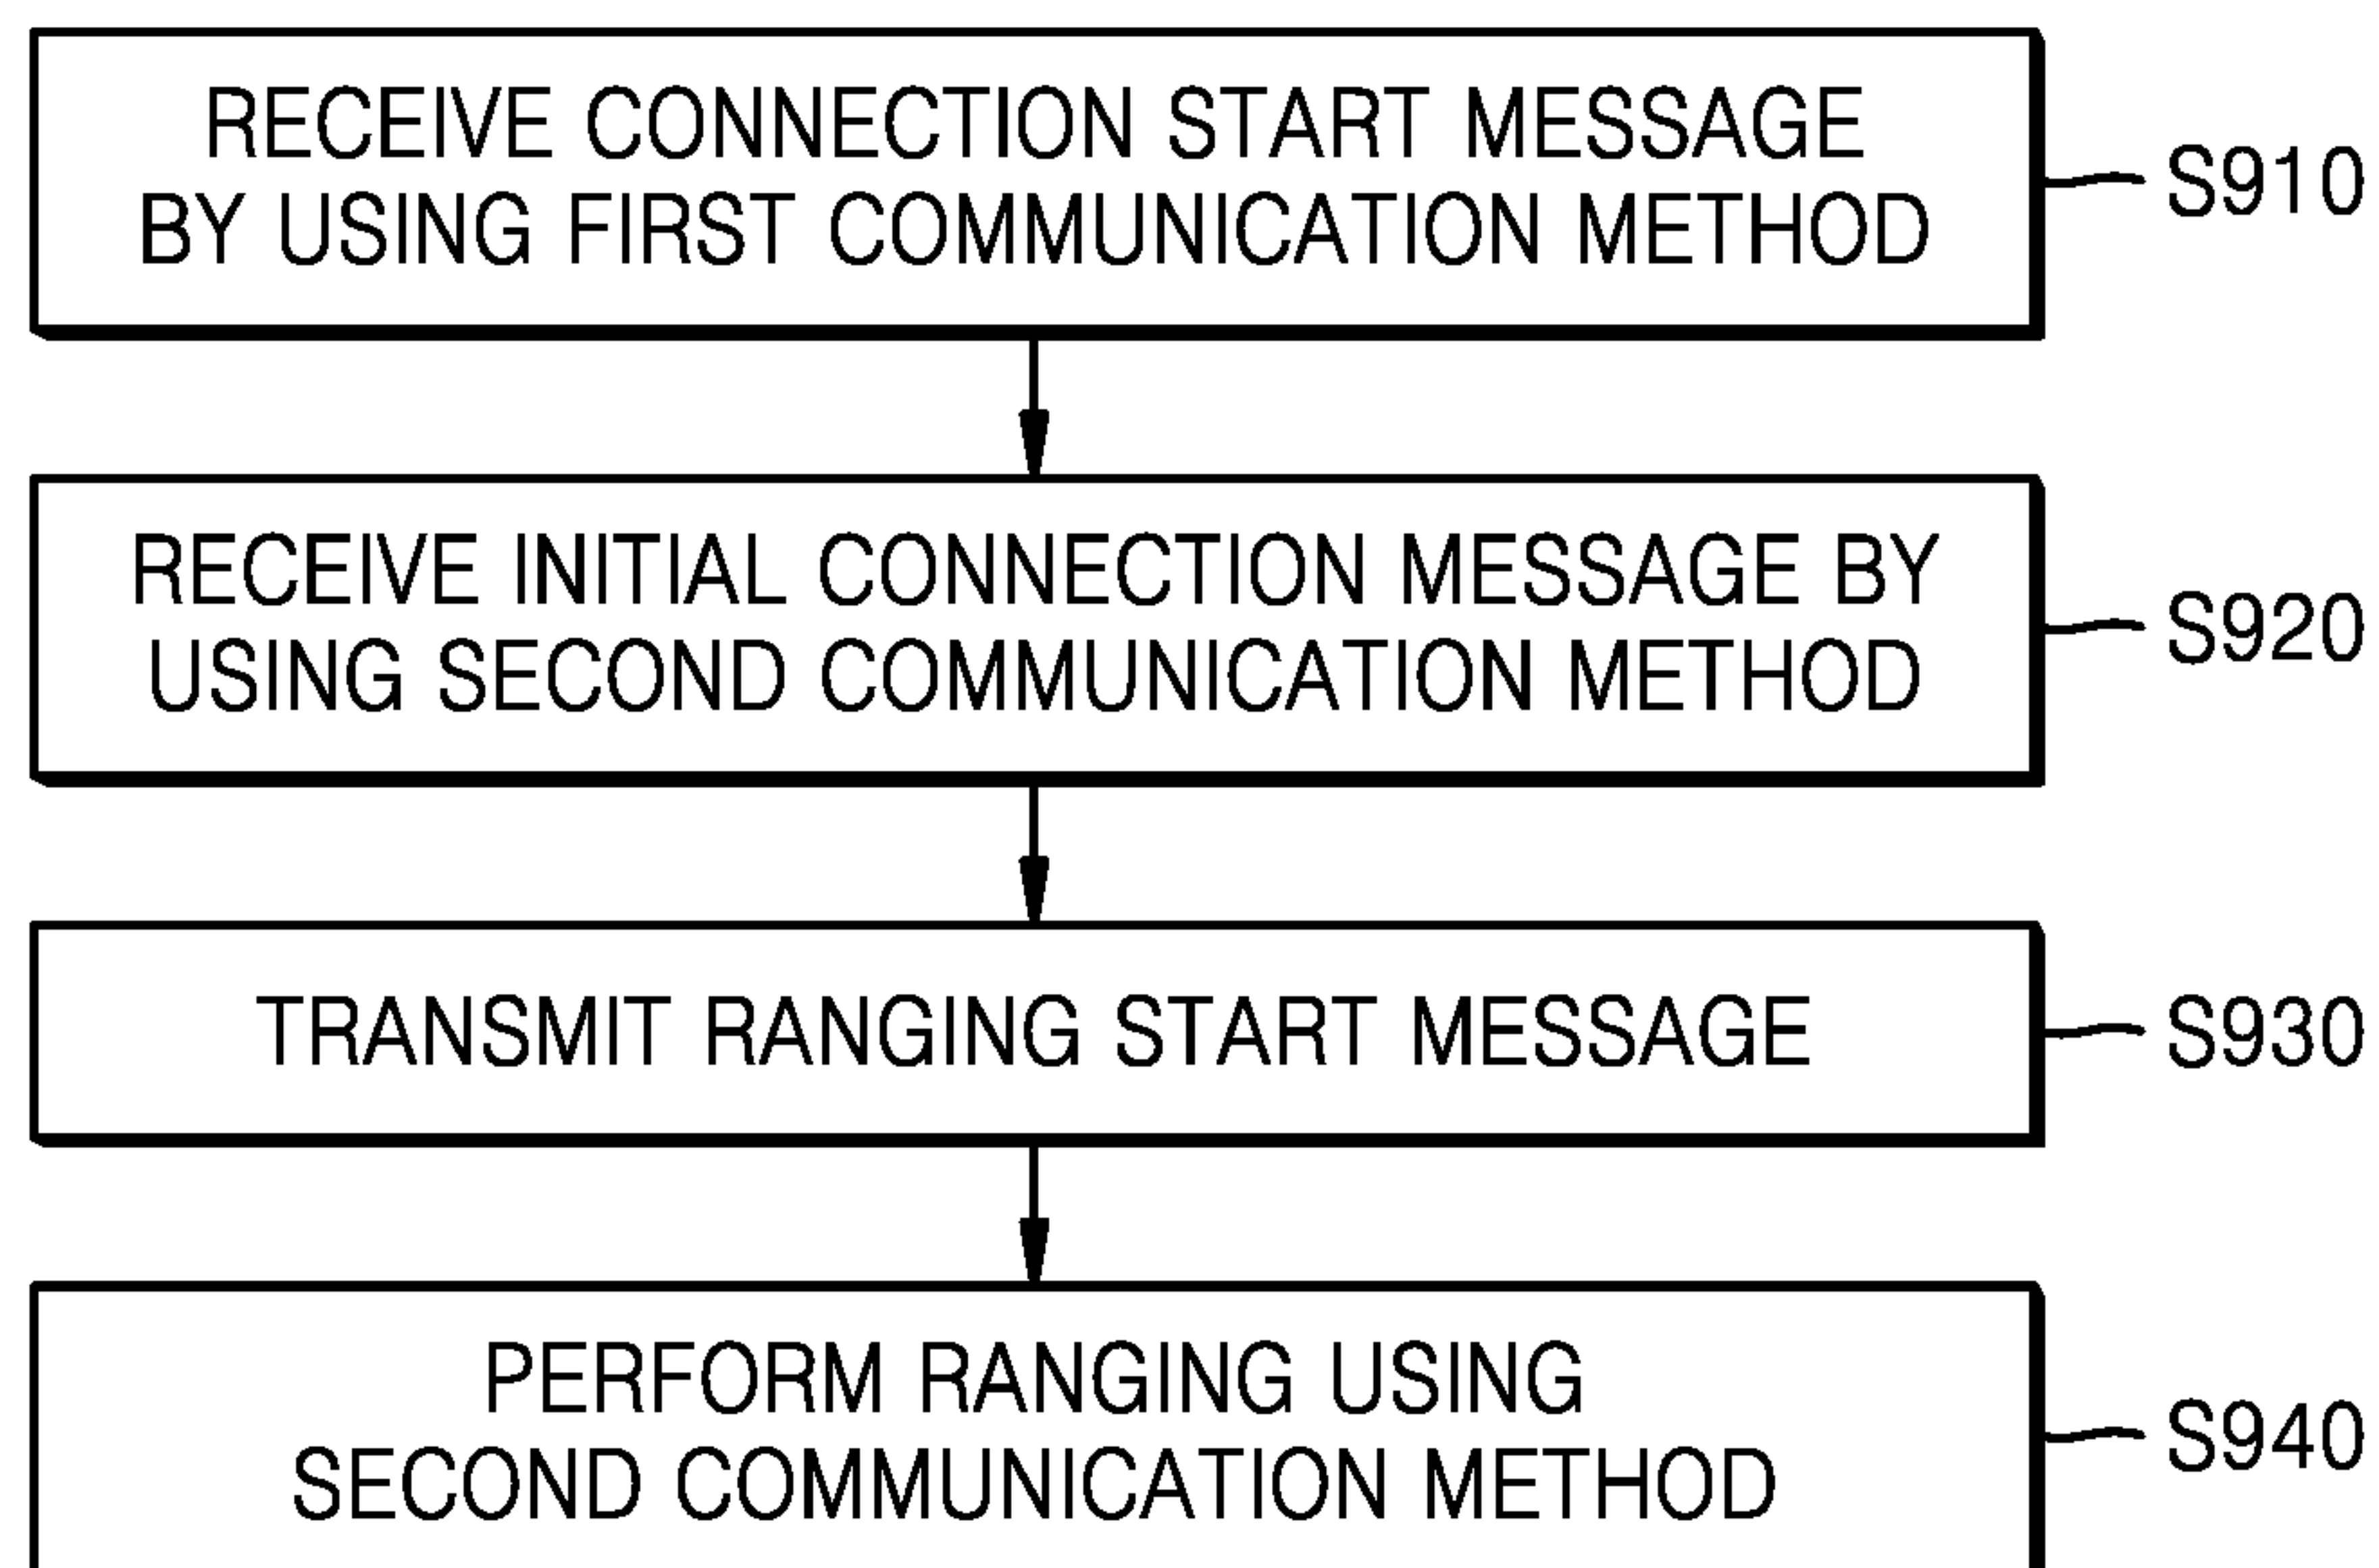 RECEIVE CONNECTION START MESSAGE
BY USING FIRST COMMUNICATION METHOD
S910
RECEIVE INITIAL CONNECTION MESSAGE BY
USING SECOND COMMUNICATION METHOD
S920
TRANSMIT RANGING START MESSAGE
S930
PERFORM RANGING USING
SECOND COMMUNICATION METHOD
S940